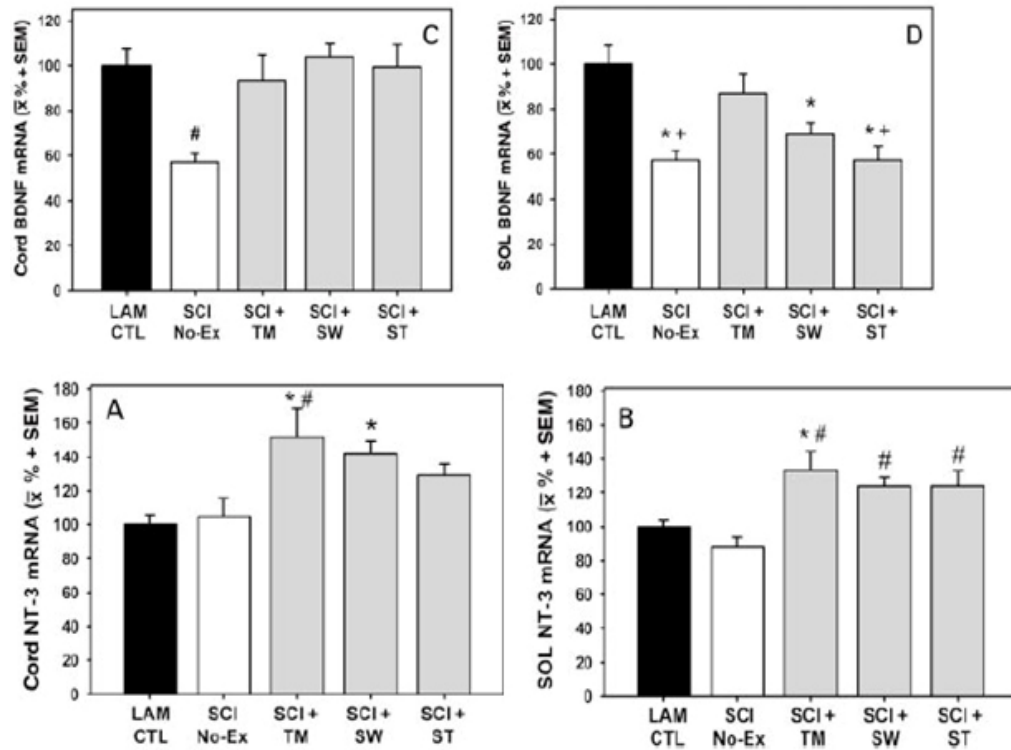 C
Cord BDNF mRNA (x̄ % + SEM)
120
100
80
60
40
20
0
#
LAM
CTL
SCI
No-Ex
SCI +
TM
SCI +
SW
SCI +
ST
D
SOL BDNF mRNA (x̄ % + SEM)
120
100
80
60
40
20
0
* +
*
* +
LAM
CTL
SCI
No-Ex
SCI +
TM
SCI +
SW
SCI +
ST
A
Cord NT-3 mRNA (x̄ % + SEM)
180
160
140
120
100
80
60
40
20
0
* #
*
LAM
CTL
SCI
No-Ex
SCI +
TM
SCI +
SW
SCI +
ST
B
SOL NT-3 mRNA (x̄ % + SEM)
180
160
140
120
100
80
60
40
20
0
* #
#
#
LAM
CTL
SCI
No-Ex
SCI +
TM
SCI +
SW
SCI +
ST